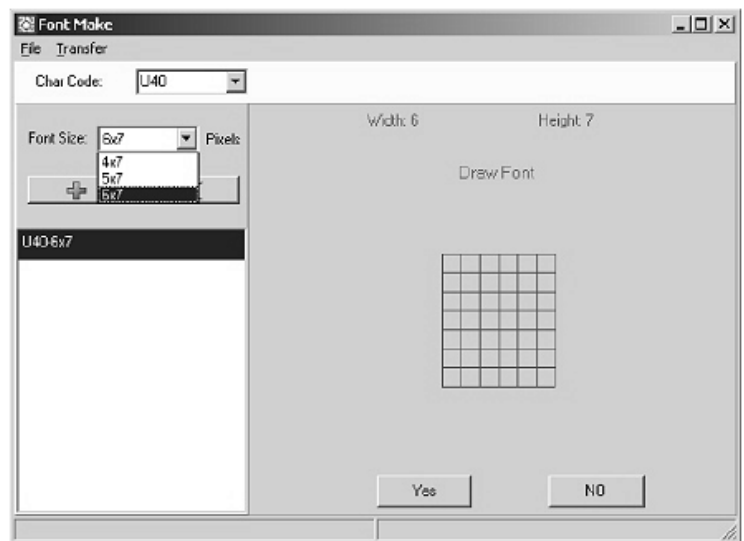 Font Make
File Transfer
Char Code: U40
Width: 6 Height: 7
Font Size: 6x7 Pixels
4x7
5x7
6x7
Draw Font
U40-6x7
Yes NO